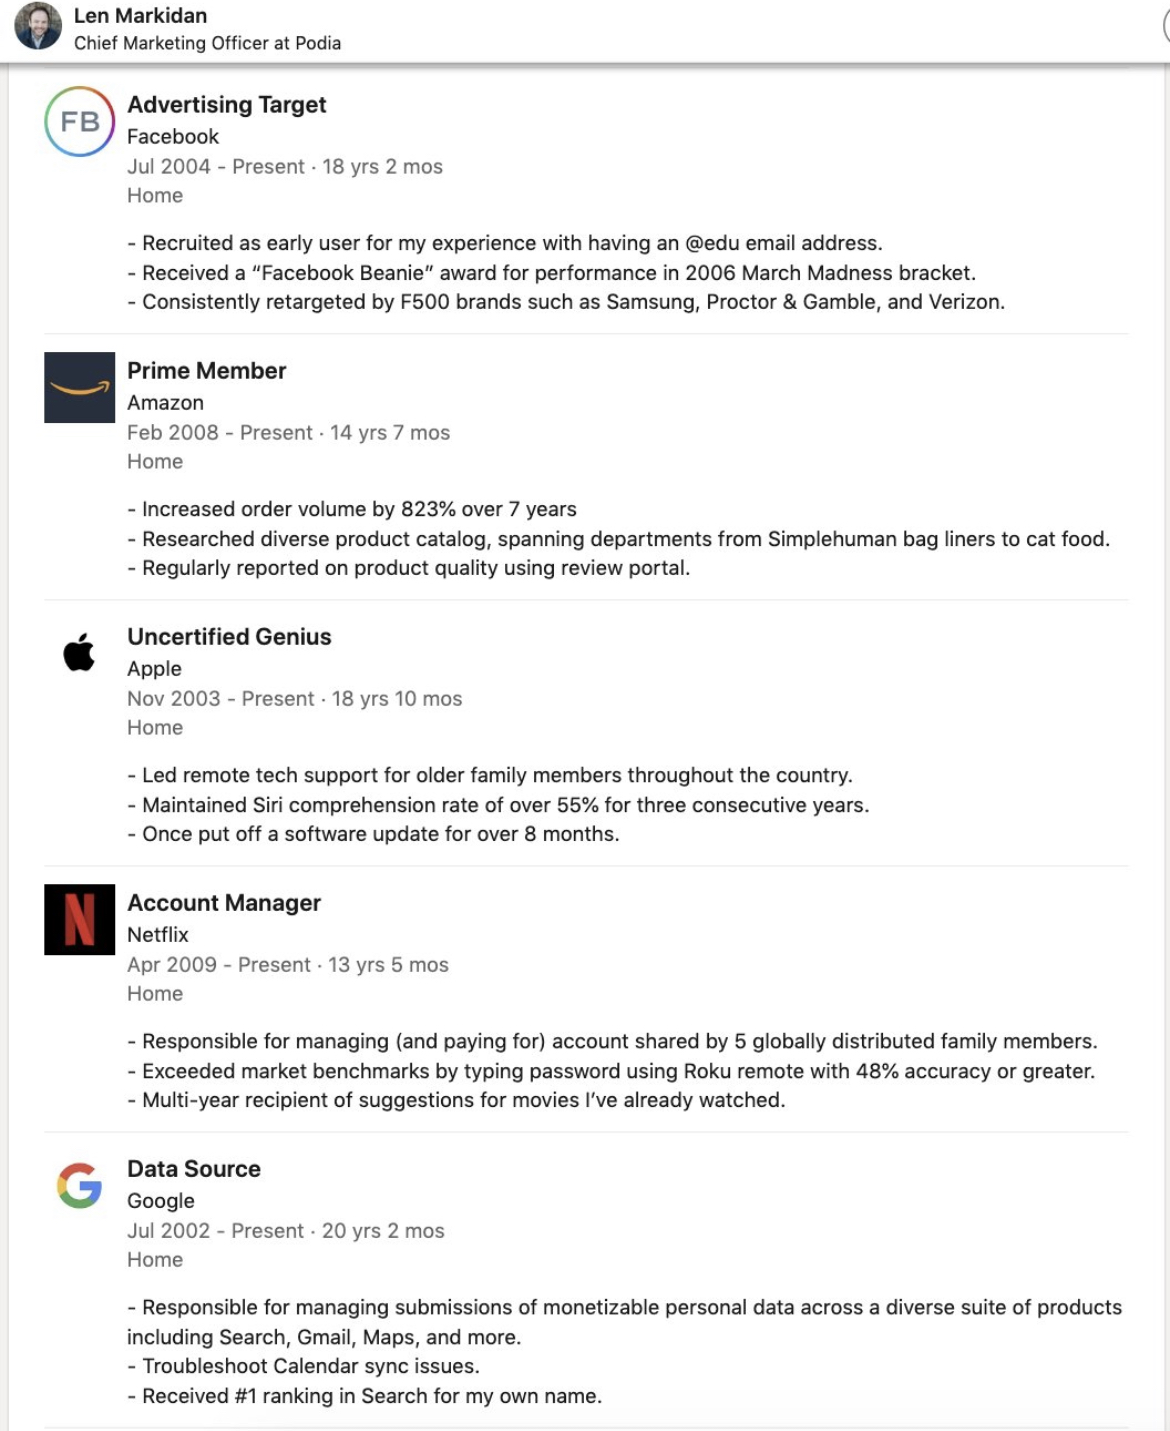 Len Markidan
Chief Marketing Officer at Podia
FB
Advertising Target
Facebook
Jul 2004 - Present · 18 yrs 2 mos
Home
- Recruited as early user for my experience with having an @edu email address.
- Received a “Facebook Beanie” award for performance in 2006 March Madness bracket.
- Consistently retargeted by F500 brands such as Samsung, Proctor & Gamble, and Verizon.
Prime Member
Amazon
Feb 2008 - Present · 14 yrs 7 mos
Home
- Increased order volume by 823% over 7 years
- Researched diverse product catalog, spanning departments from Simplehuman bag liners to cat food.
- Regularly reported on product quality using review portal.
Uncertified Genius
Apple
Nov 2003 - Present · 18 yrs 10 mos
Home
- Led remote tech support for older family members throughout the country.
- Maintained Siri comprehension rate of over 55% for three consecutive years.
- Once put off a software update for over 8 months.
N
Account Manager
Netflix
Apr 2009 - Present · 13 yrs 5 mos
Home
- Responsible for managing (and paying for) account shared by 5 globally distributed family members.
- Exceeded market benchmarks by typing password using Roku remote with 48% accuracy or greater.
- Multi-year recipient of suggestions for movies I’ve already watched.
G
Data Source
Google
Jul 2002 - Present · 20 yrs 2 mos
Home
- Responsible for managing submissions of monetizable personal data across a diverse suite of products
including Search, Gmail, Maps, and more.
- Troubleshoot Calendar sync issues.
- Received #1 ranking in Search for my own name.